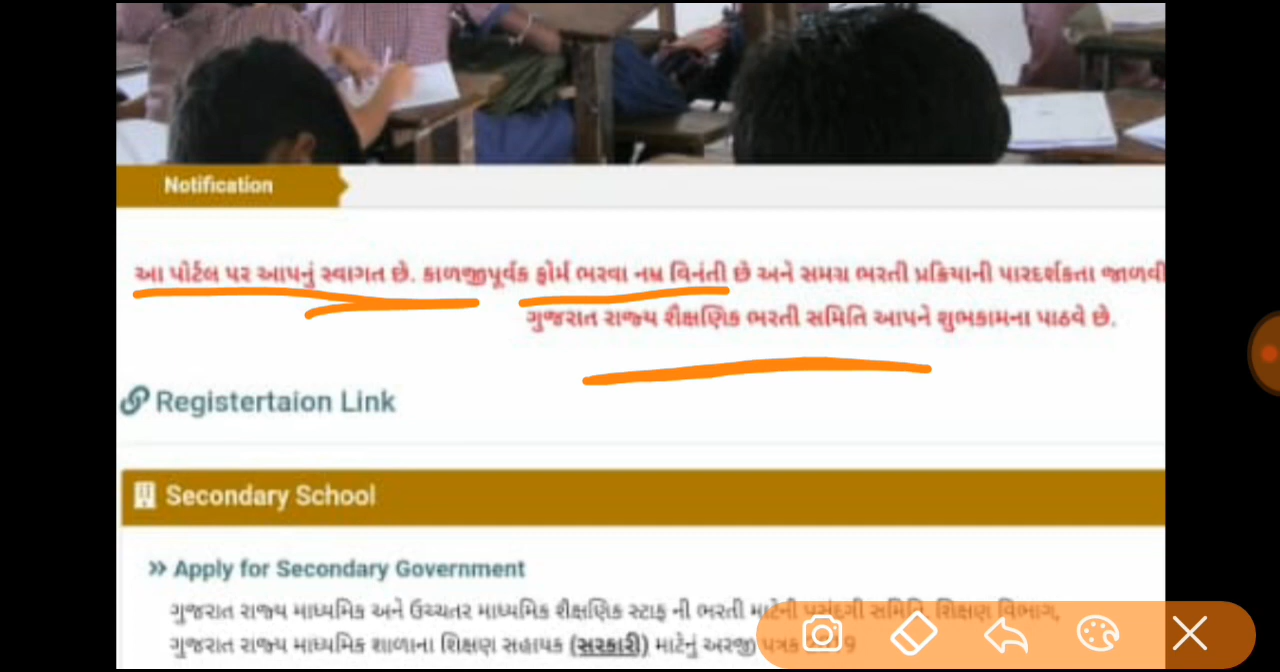 Notification
આ પોર્ટલ પર આપનું સ્વાગત છે. કાળજીપૂર્વક ફોર્મ ભરવા નમ્ર વિનંતી છે અને સમગ્ર ભરતી પ્રક્રિયાની પારદર્શકતા જાળવી
ગુજરાત રાજ્ય શૈક્ષણિક ભરતી સમિતિ આપને શુભકામના પાઠવે છે.
Registertaion Link
Secondary School
» Apply for Secondary Government
ગુજરાત રાજ્ય માધ્યમિક અને ઉચ્ચતર માધ્યમિક શૈક્ષણિક સ્ટાફ ની ભરતી માટેની પસંદગી સમિતિ, શિક્ષણ વિભાગ,
ગુજરાત રાજ્ય માધ્યમિક શાળાના શિક્ષણ સહાયક (સરકારી) માટેનું અરજી પત્રક